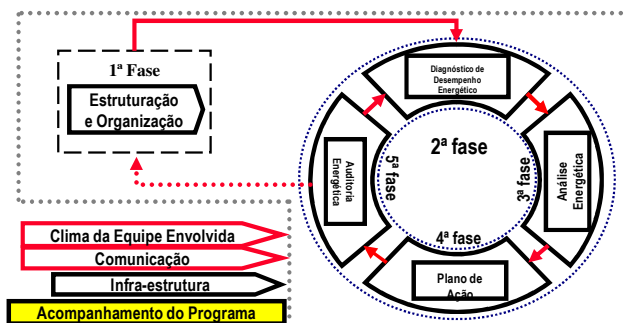 1ª Fase
Estruturação
e Organização
Diagnóstico de
Desempenho
Energético
2ª fase
3ª fase
Análise
Energética
4ª fase
Plano de
Ação
5ª fase
Auditoria
Energética
Clima da Equipe Envolvida
Comunicação
Infra-estrutura
Acompanhamento do Programa